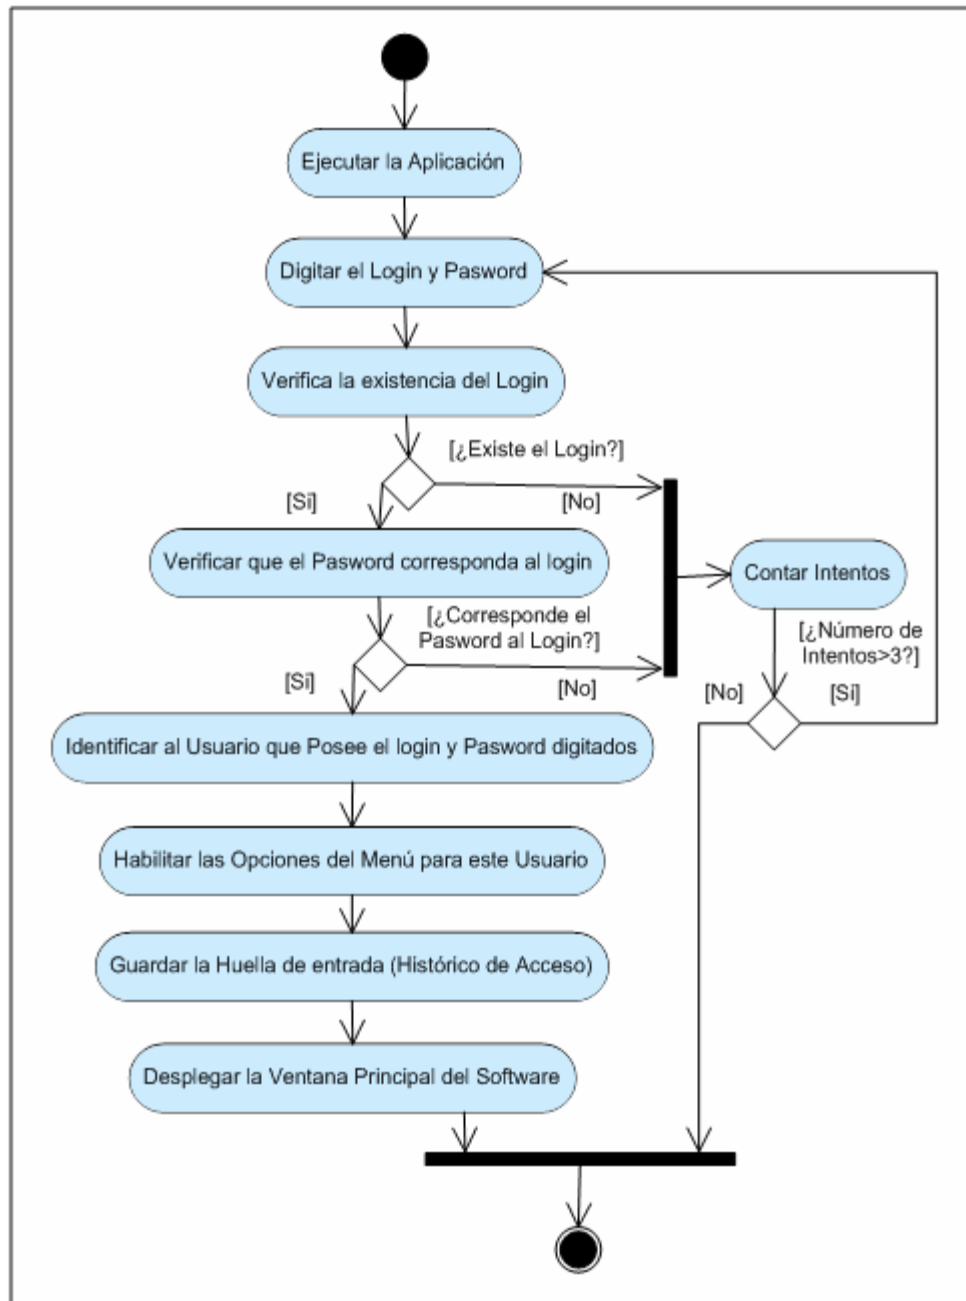 Ejecutar la Aplicación
Digitar el Login y Pasword
Verifica la existencia del Login
[¿Existe el Login?]
[Si]
[No]
Verificar que el Pasword corresponda al login
Contar Intentos
[¿Corresponde el
Pasword al Login?]
[¿Número de
Intentos>3?]
[Si]
[No]
[No]
[Si]
Identificar al Usuario que Posee el login y Pasword digitados
Habilitar las Opciones del Menú para este Usuario
Guardar la Huella de entrada (Histórico de Acceso)
Desplegar la Ventana Principal del Software